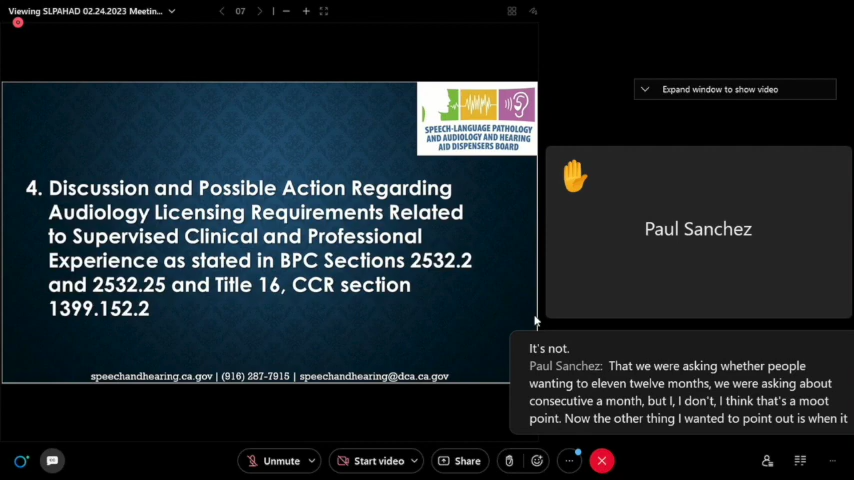 Viewing SLPAHAD 02.24.2023 Meetin...
07
Expand window to show video
SPEECH-LANGUAGE PATHOLOGY
AND AUDIOLOGY AND HEARING
AID DISPENSERS BOARD
4. Discussion and Possible Action Regarding
Audiology Licensing Requirements Related
to Supervised Clinical and Professional
Experience as stated in BPC Sections 2532.2
and 2532.25 and Title 16, CCR section
1399.152.2
speechandhearing.ca.gov | (916) 287-7915 | speechandhearing@dca.ca.gov
Paul Sanchez
It's not.
Paul Sanchez: That we were asking whether people
wanting to eleven twelve months, we were asking about
consecutive a month, but I, I don't, I think that's a moot
point. Now the other thing I wanted to point out is when it
Unmute
Start video
Share